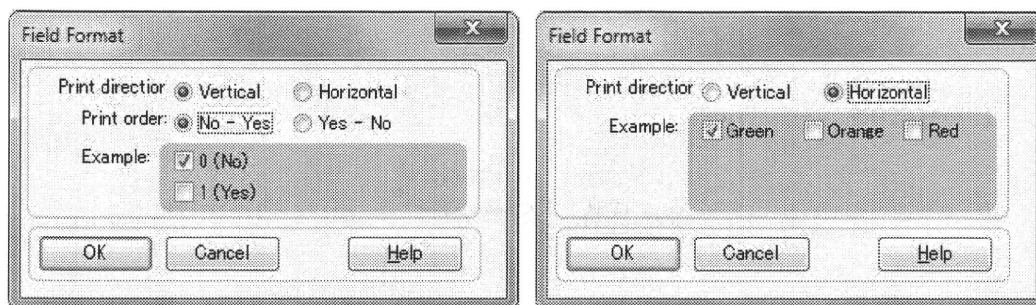 Field Format
Print directior Vertical Horizontal
Print order: No - Yes Yes - No
Example: 0 (No)
1 (Yes)
OK Cancel Help
Field Format
Print directior Vertical Horizontal
Example: Green Orange Red
OK Cancel Help